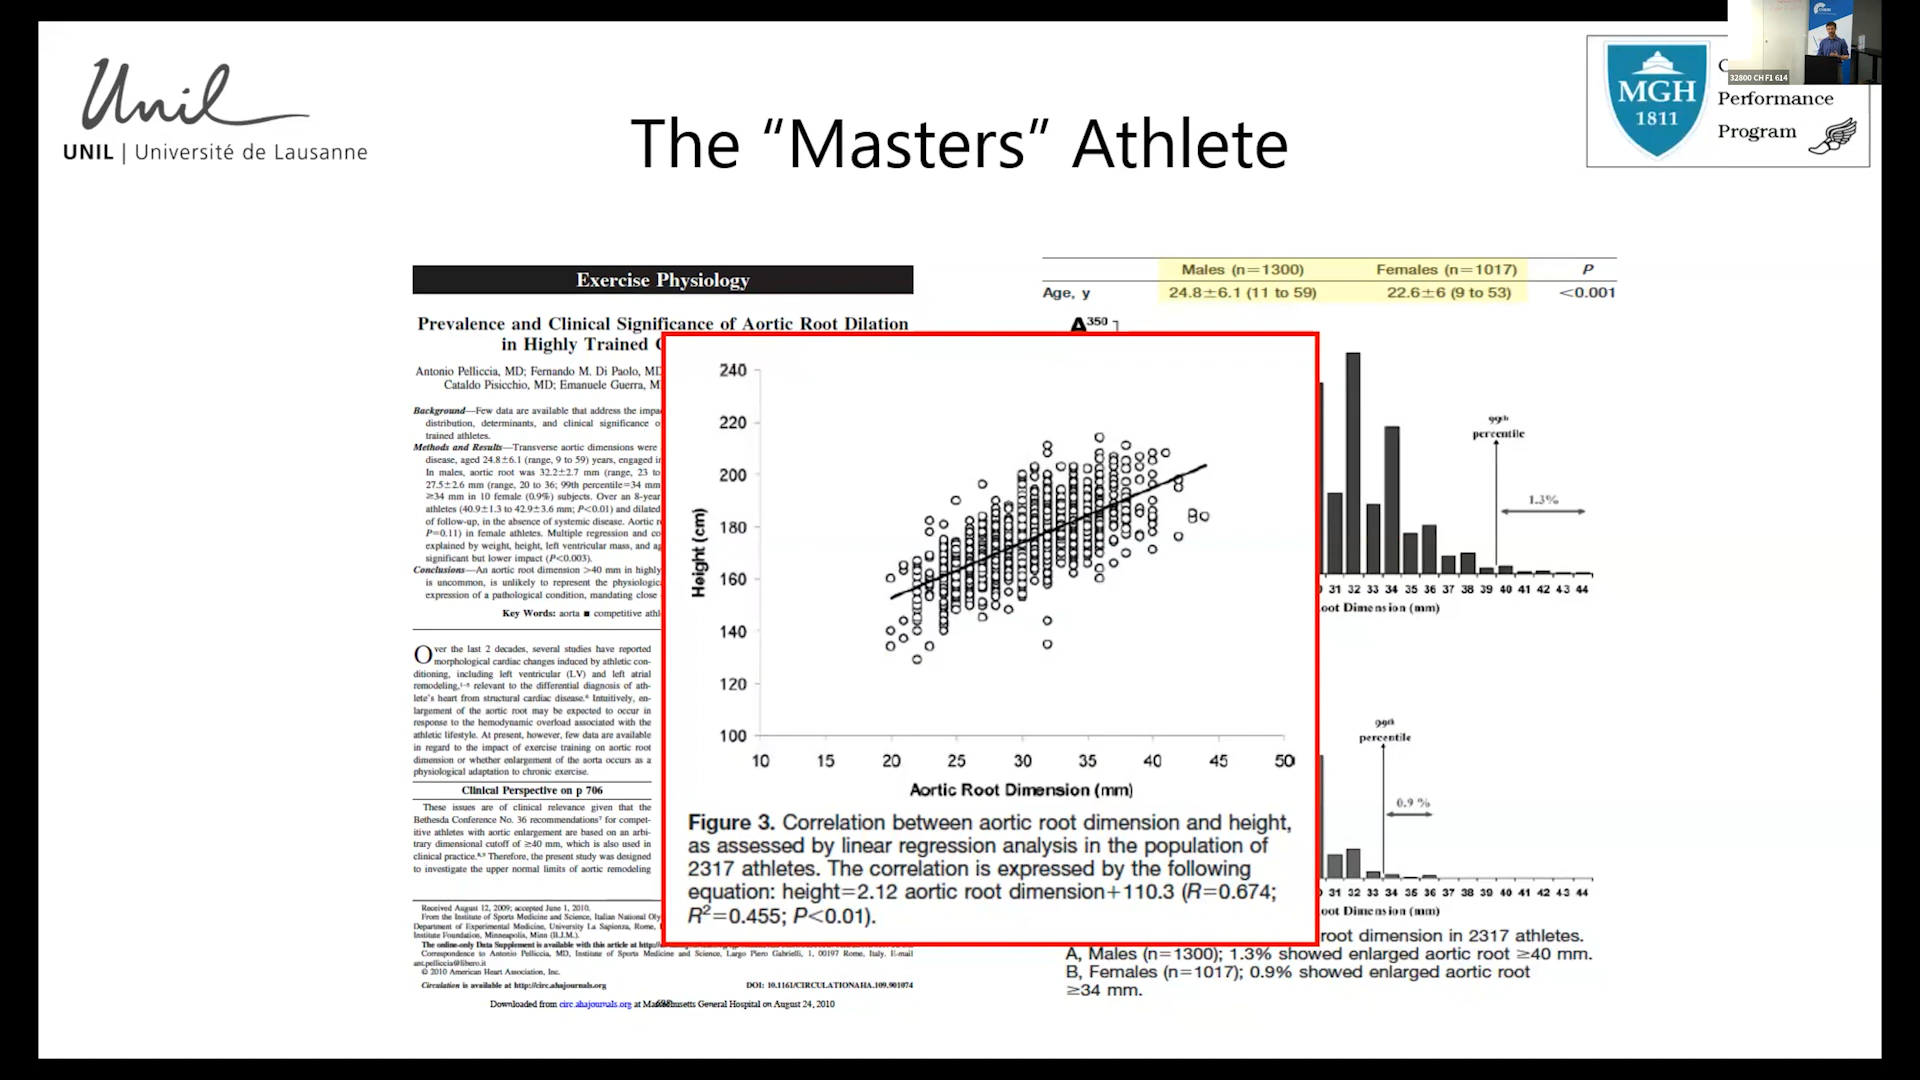 Unil
UNIL | Université de Lausanne
The “Masters” Athlete
MGH
1811
Performance
Program
32800 CH F1 614
Exercise Physiology
Prevalence and Clinical Significance of Aortic Root Dilation
in Highly Trained
Antonio Pelliccia, MD; Fernando M. Di Paolo, MD
Cataldo Pisicchio, MD; Emanuele Guerra, M
Background—Few data are available that address the impa
distribution, determinants, and clinical significance o
trained athletes.
Methods and Results—Transverse aortic dimensions were
disease, aged 24.8±6.1 (range, 9 to 59) years, engaged i
In males, aortic root was 32.2±2.7 mm (range, 23 to
27.5±2.6 mm (range, 20 to 36; 99th percentile=34 mm
≥34 mm in 10 female (0.9%) subjects. Over an 8-year
athletes (40.9±1.3 to 42.9±3.6 mm; P<0.01) and dilated
of follow-up, in the absence of systemic disease. Aortic r
P=0.11) in female athletes. Multiple regression and co
explained by weight, height, left ventricular mass, and ag
significant but lower impact (P<0.003).
Conclusions—An aortic root dimension >40 mm in highly
is uncommon, is unlikely to represent the physiologic
expression of a pathological condition, mandating close
Key Words: aorta ■ competitive athl
Over the last 2 decades, several studies have reported
morphological cardiac changes induced by athletic con-
ditioning, including left ventricular (LV) and left atrial
remodeling,1–5 relevant to the differential diagnosis of ath-
lete's heart from structural cardiac disease.6 Intuitively, en-
largement of the aortic root may be expected to occur in
response to the hemodynamic overload associated with the
athletic lifestyle. At present, however, few data are available
in regard to the impact of exercise training on aortic root
dimension or whether enlargement of the aorta occurs as a
physiological adaptation to chronic exercise.
Clinical Perspective on p 706
These issues are of clinical relevance given that the
Bethesda Conference No. 36 recommendations7 for compet-
itive athletes with aortic enlargement are based on an arbi-
trary dimensional cutoff of ≥40 mm, which is also used in
clinical practice.8,9 Therefore, the present study was designed
to investigate the upper normal limits of aortic remodeling
Received August 12, 2009; accepted June 1, 2010.
From the Institute of Sports Medicine and Science, Italian National Oly
Department of Experimental Medicine, University La Sapienza, Rome,
Institute Foundation, Minneapolis, Minn (B.J.M.).
The online-only Data Supplement is available with this article at http://
Correspondence to Antonio Pelliccia, MD, Institute of Sports Medicine and Science, Largo Piero Gabrielli, 1, 00197 Rome, Italy. E-mail
ant.pelliccia@libero.it
© 2010 American Heart Association, Inc.
Circulation is available at http://circ.ahajournals.org
DOI: 10.1161/CIRCULATIONAHA.109.901074
Downloaded from circ.ahajournals.org at Massachusetts General Hospital on August 24, 2010
Males (n=1300) Females (n=1017) P
Age, y 24.8±6.1 (11 to 59) 22.6±6 (9 to 53) <0.001
A 350
240
220
200
180
160
140
120
100
Height (cm)
10 15 20 25 30 35 40 45 50
Aortic Root Dimension (mm)
Figure 3. Correlation between aortic root dimension and height,
as assessed by linear regression analysis in the population of
2317 athletes. The correlation is expressed by the following
equation: height=2.12 aortic root dimension+110.3 (R=0.674;
R2=0.455; P<0.01).
99th
percentile
1.3%
31 32 33 34 35 36 37 38 39 40 41 42 43 44
oot Dimension (mm)
99th
percentile
0.9 %
31 32 33 34 35 36 37 38 39 40 41 42 43 44
oot Dimension (mm)
root dimension in 2317 athletes.
A, Males (n=1300); 1.3% showed enlarged aortic root ≥40 mm.
B, Females (n=1017); 0.9% showed enlarged aortic root
≥34 mm.